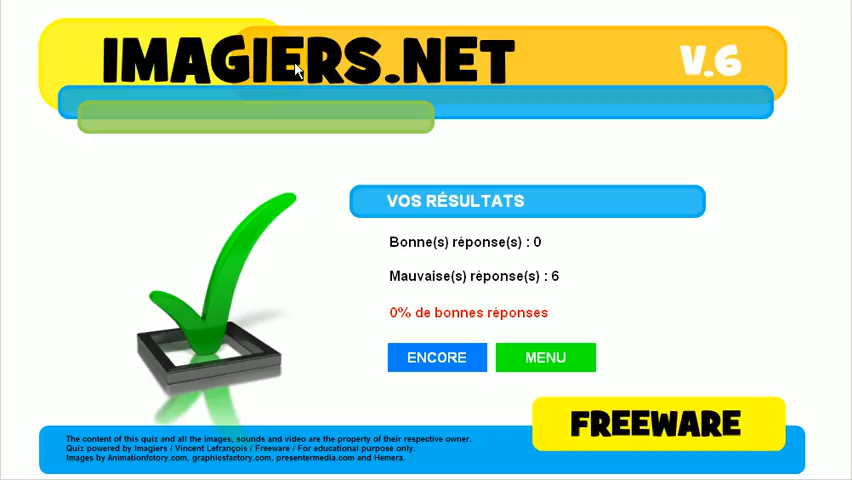 IMAGIERS.NET
V.6
VOS RÉSULTATS
Bonne(s) réponse(s) : 0
Mauvaise(s) réponse(s) : 6
0% de bonnes réponses
ENCORE
MENU
FREEWARE
The content of this quiz and all the images, sounds and video are the property of their respective owner.
Quiz powered by Imagiers / Vincent Lefrançois / Freeware / For educational purpose only.
Images by Animationfctory.com, graphicsfactory.com, presentermedia.com and Hemera.